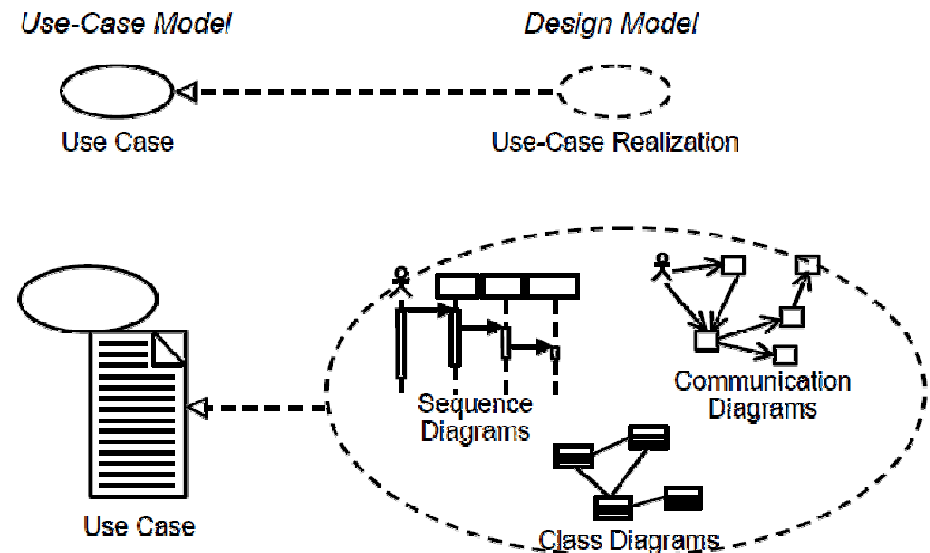 Use-Case Model
Design Model
Use Case
Use-Case Realization
Sequence
Diagrams
Communication
Diagrams
Use Case
Class Diagrams